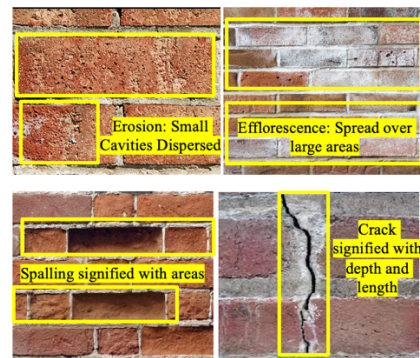 Erosion: Small
Cavities Dispersed
Efflorescence: Spread over
large areas
Spalling signified with areas
Crack
signified with
depth and
length